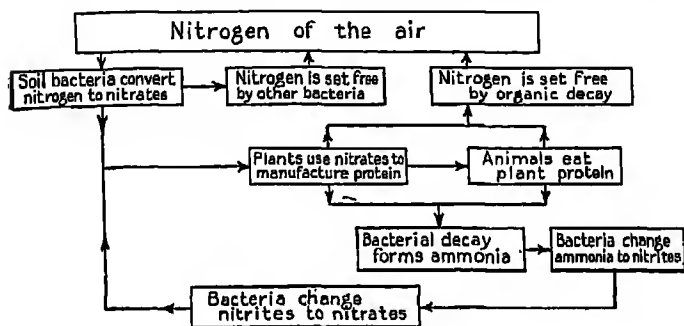 Nitrogen of the air
Soil bacteria convert
nitrogen to nitrates
Nitrogen is set free
by other bacteria
Nitrogen is set free
by organic decay
Plants use nitrates to
manufacture protein
Animals eat
plant protein
Bacterial decay
forms ammonia
Bacteria change
ammonia to nitrites
Bacteria change
nitrites to nitrates